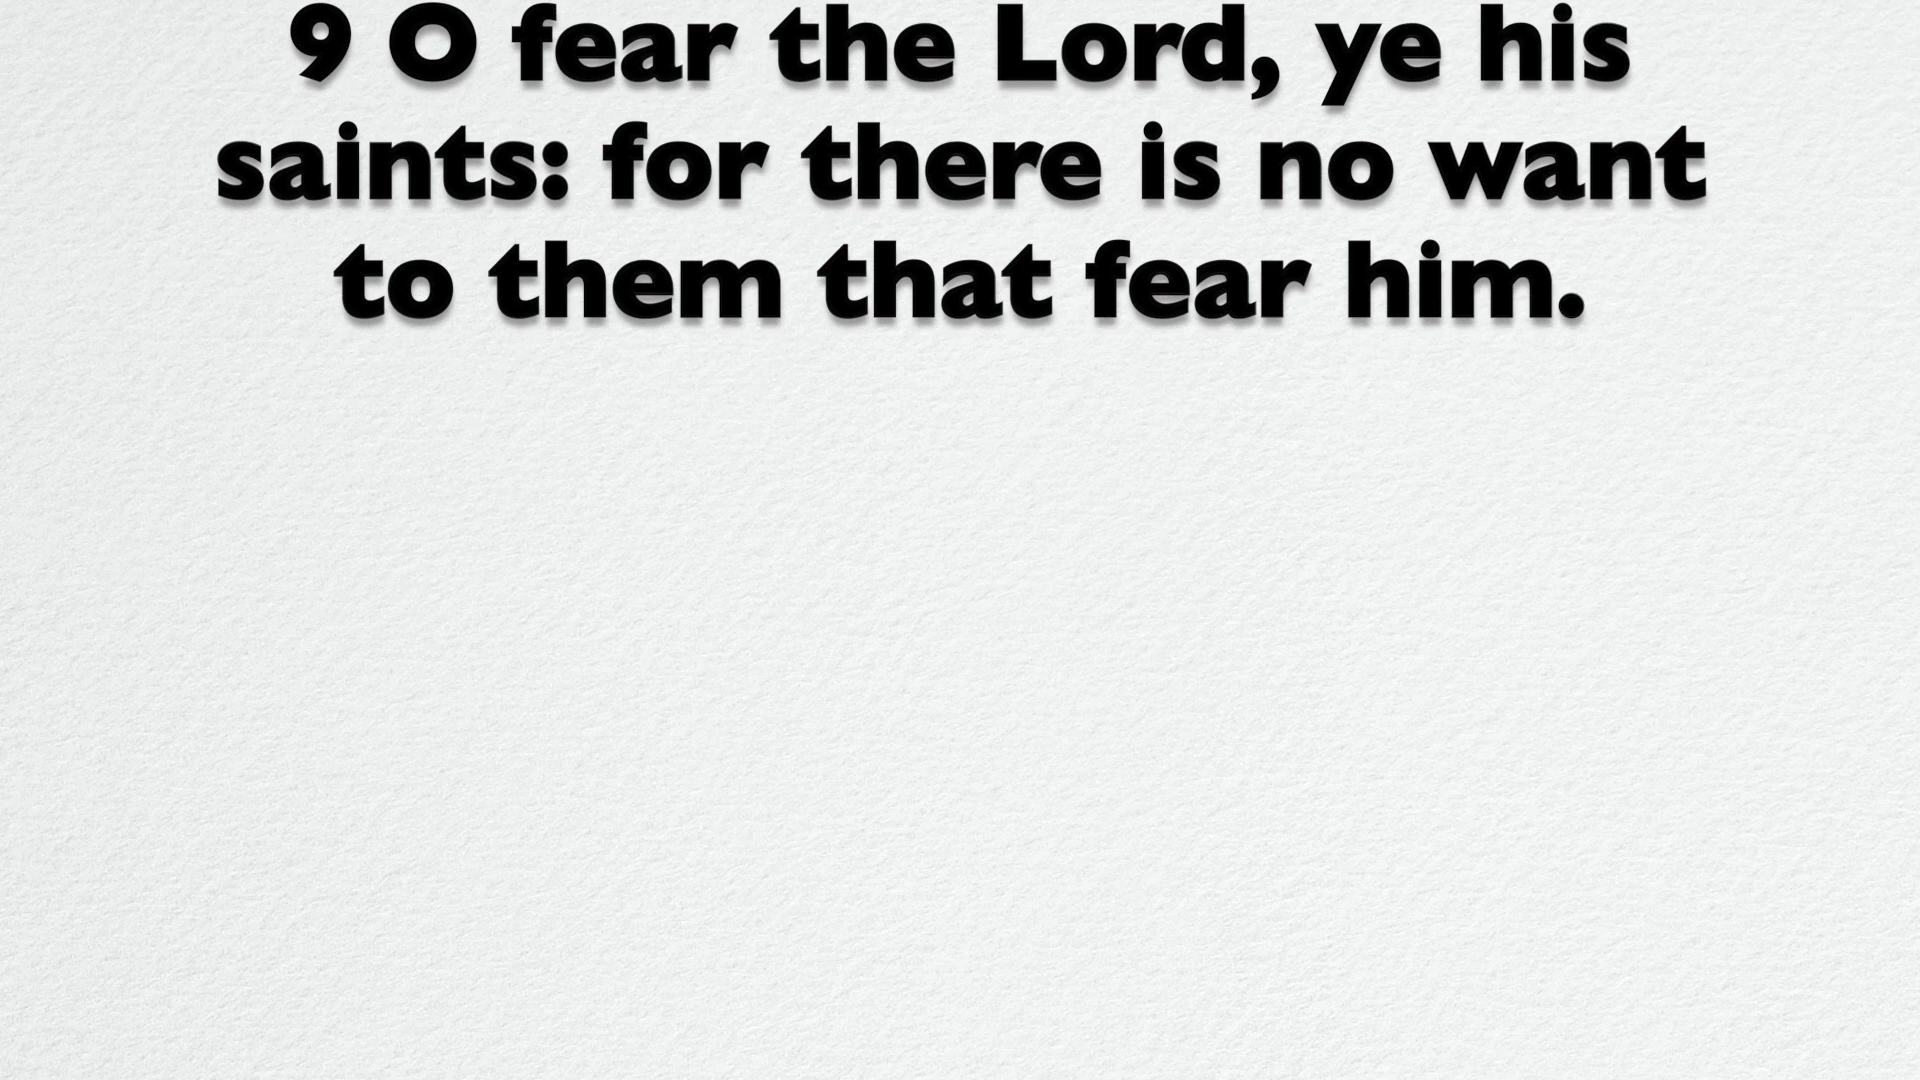 9 O fear the Lord, ye his
saints: for there is no want
to them that fear him.